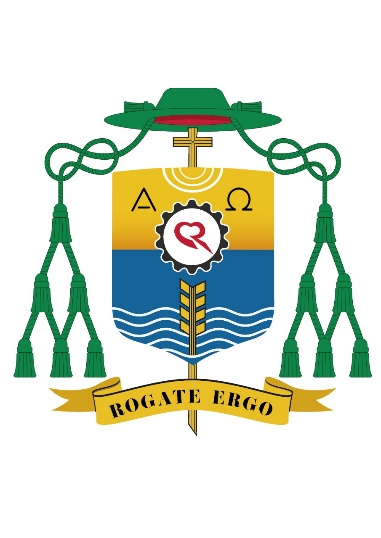 Α Ω
R
ROGATE ERGO